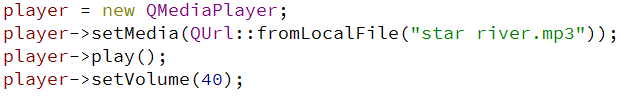 player = new QMediaPlayer;
player->setMedia(QUrl::fromLocalFile("star river.mp3"));
player->play();
player->setVolume(40);